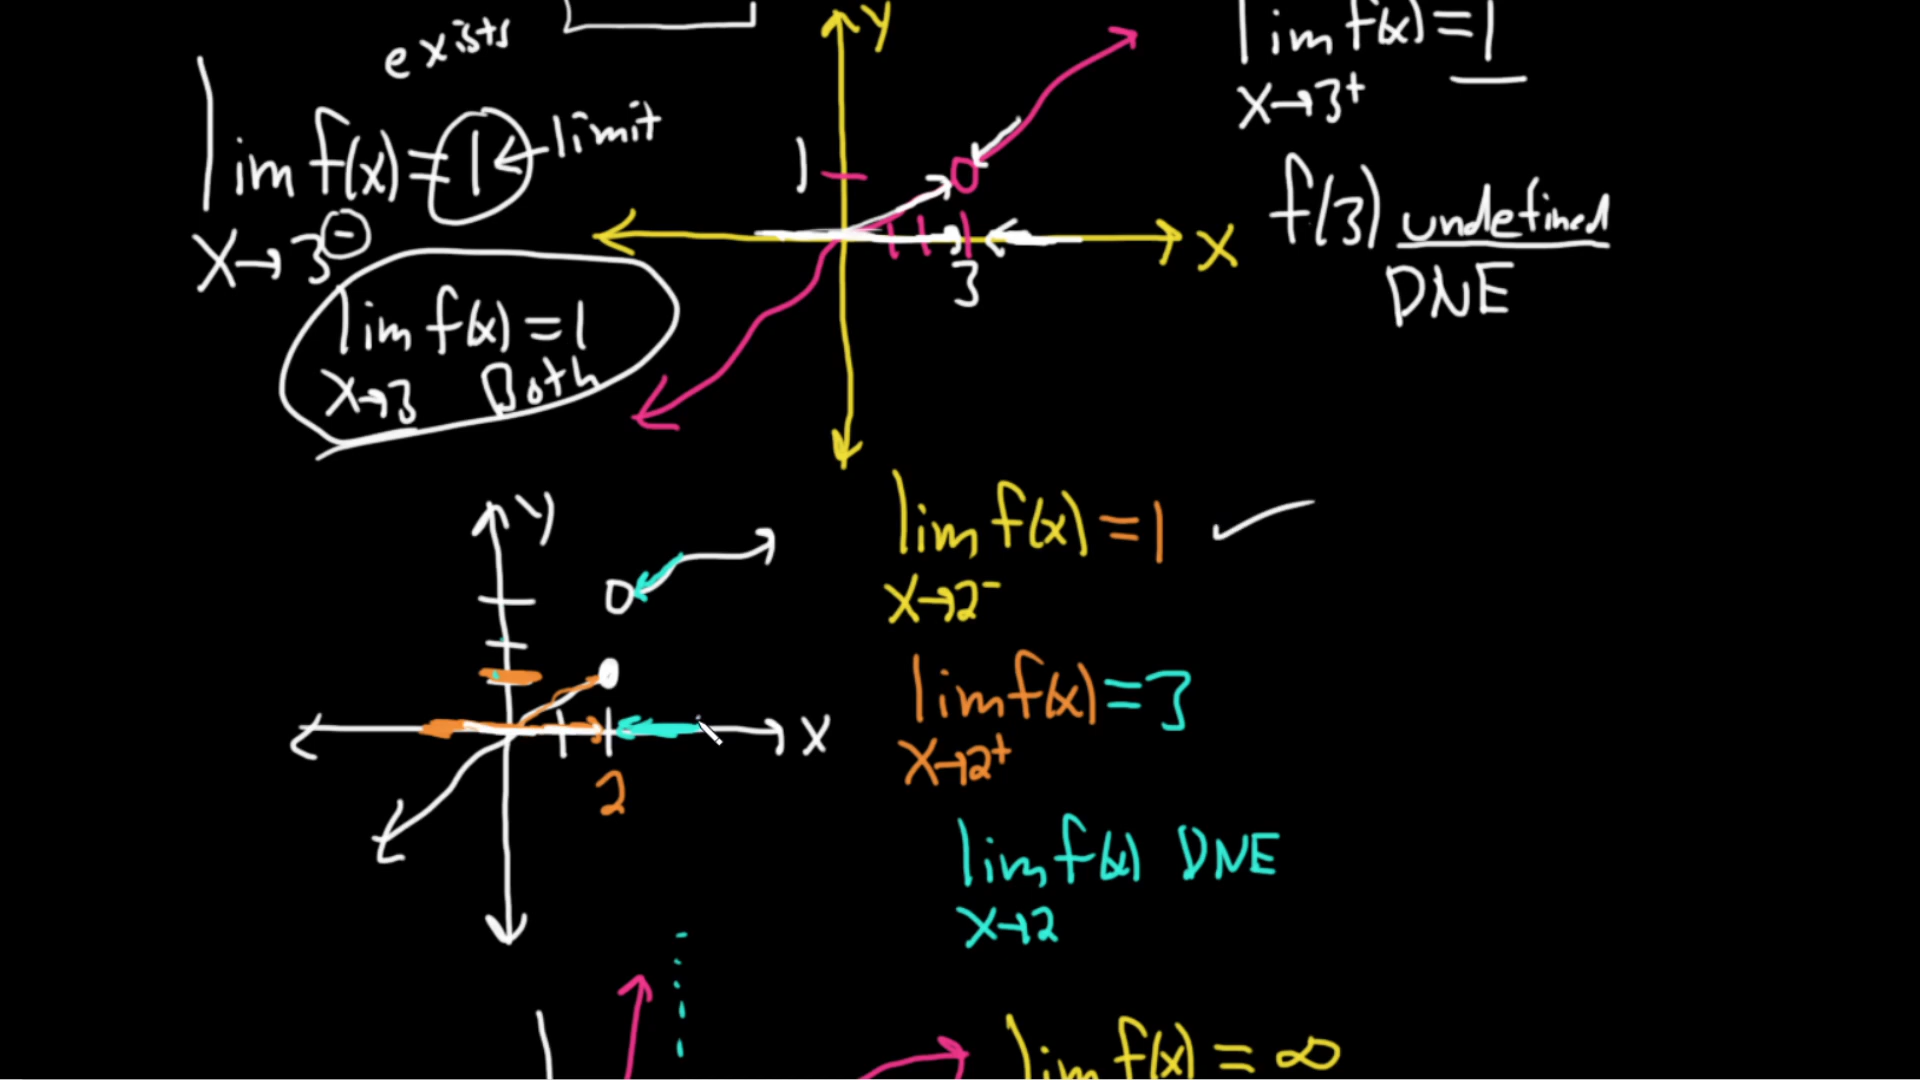 exists
lim f(x) = 1 ← limit
x→3⁻
lim f(x) = 1
x→3 Both
y
1
3
x
lim f(x) = 1
x→3⁺
f(3) undefined
DNE
y
x
2
lim f(x) = 1 ✓
x→2⁻
lim f(x) = 3
x→2⁺
lim f(x) DNE
x→2
lim f(x) = ∞